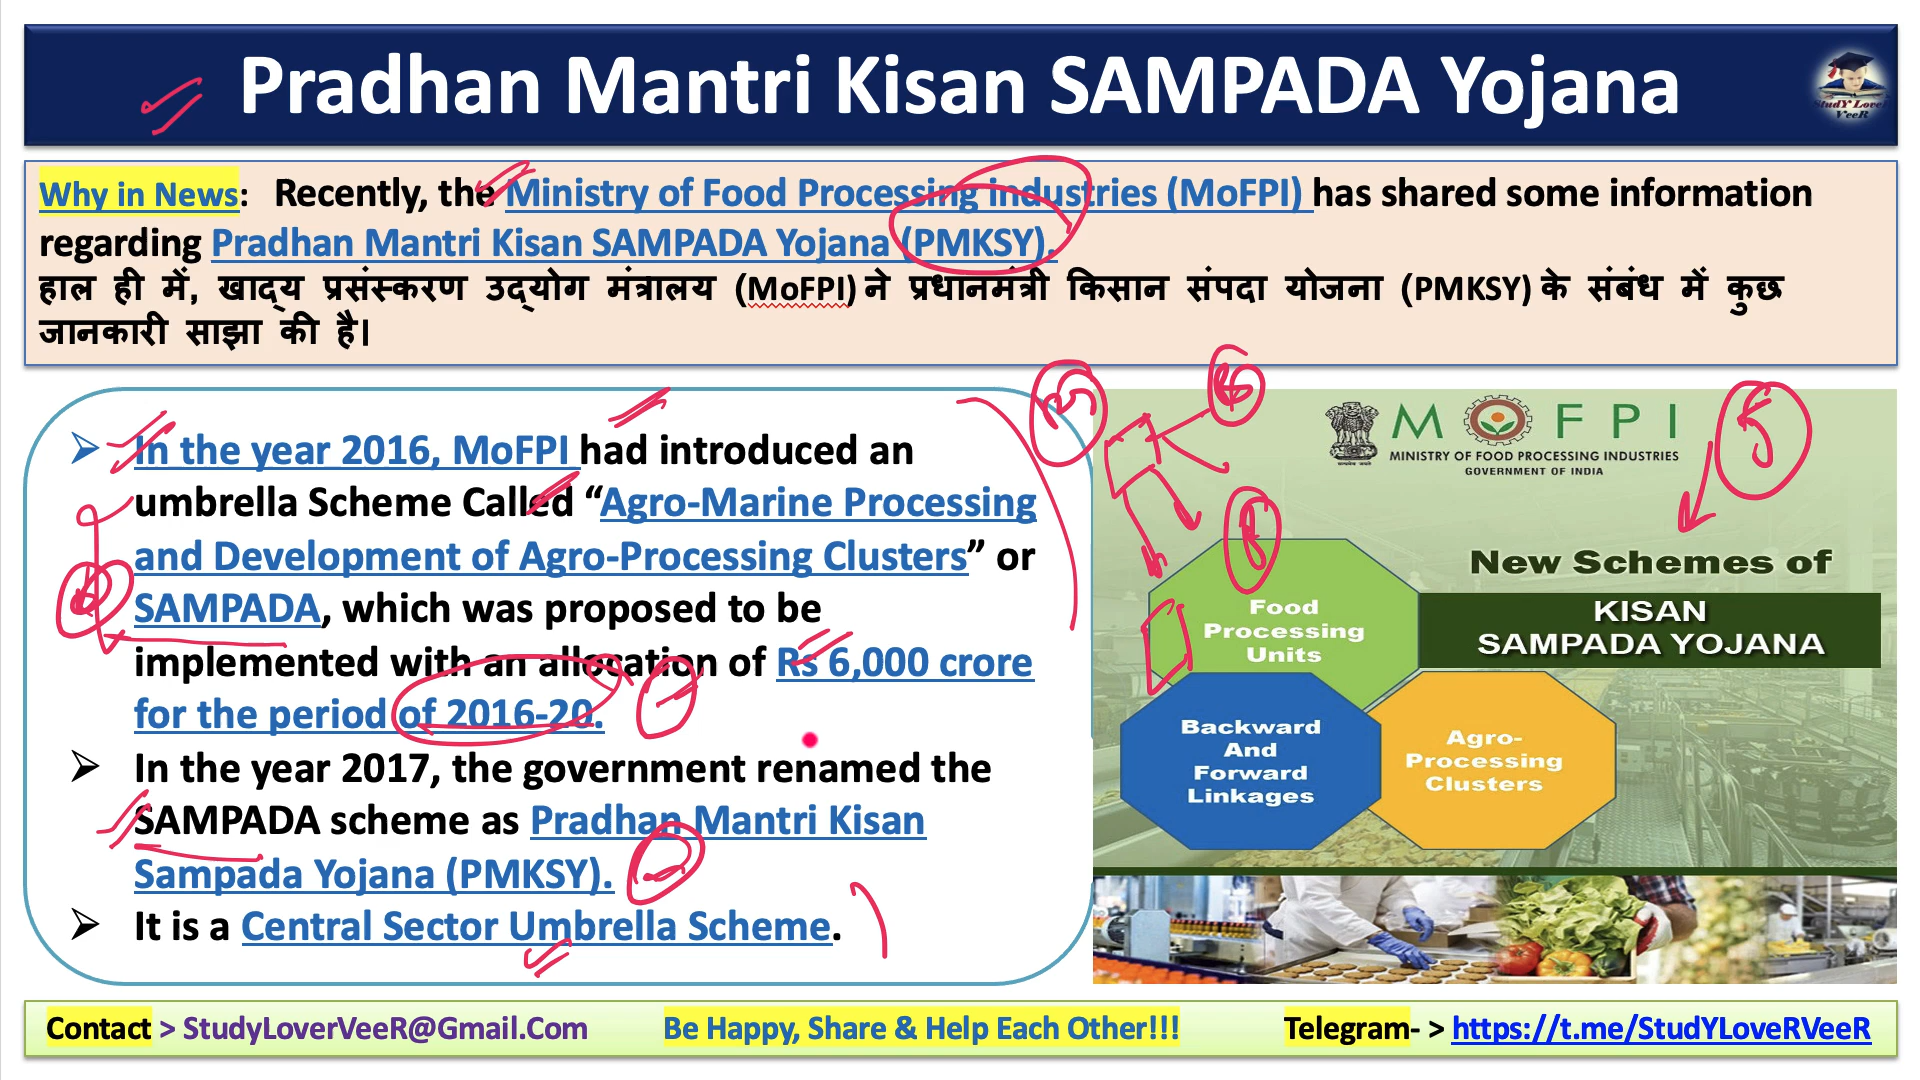 Pradhan Mantri Kisan SAMPADA Yojana
StudY LoveR
VeeR
Why in News: Recently, the Ministry of Food Processing industries (MoFPI) has shared some information
regarding Pradhan Mantri Kisan SAMPADA Yojana (PMKSY).
हाल ही में, खाद्य प्रसंस्करण उद्योग मंत्रालय (MoFPI) ने प्रधानमंत्री किसान संपदा योजना (PMKSY) के संबंध में कुछ
जानकारी साझा की है।
In the year 2016, MoFPI had introduced an
umbrella Scheme Called “Agro-Marine Processing
and Development of Agro-Processing Clusters” or
SAMPADA, which was proposed to be
implemented with an allocation of Rs 6,000 crore
for the period of 2016-20.
In the year 2017, the government renamed the
SAMPADA scheme as Pradhan Mantri Kisan
Sampada Yojana (PMKSY).
It is a Central Sector Umbrella Scheme.
M O F P I
MINISTRY OF FOOD PROCESSING INDUSTRIES
GOVERNMENT OF INDIA
New Schemes of
KISAN
SAMPADA YOJANA
Food
Processing
Units
Backward
And
Forward
Linkages
Agro-
Processing
Clusters
Contact > StudyLoverVeeR@Gmail.Com Be Happy, Share & Help Each Other!!! Telegram- > https://t.me/StudYLoveRVeeR